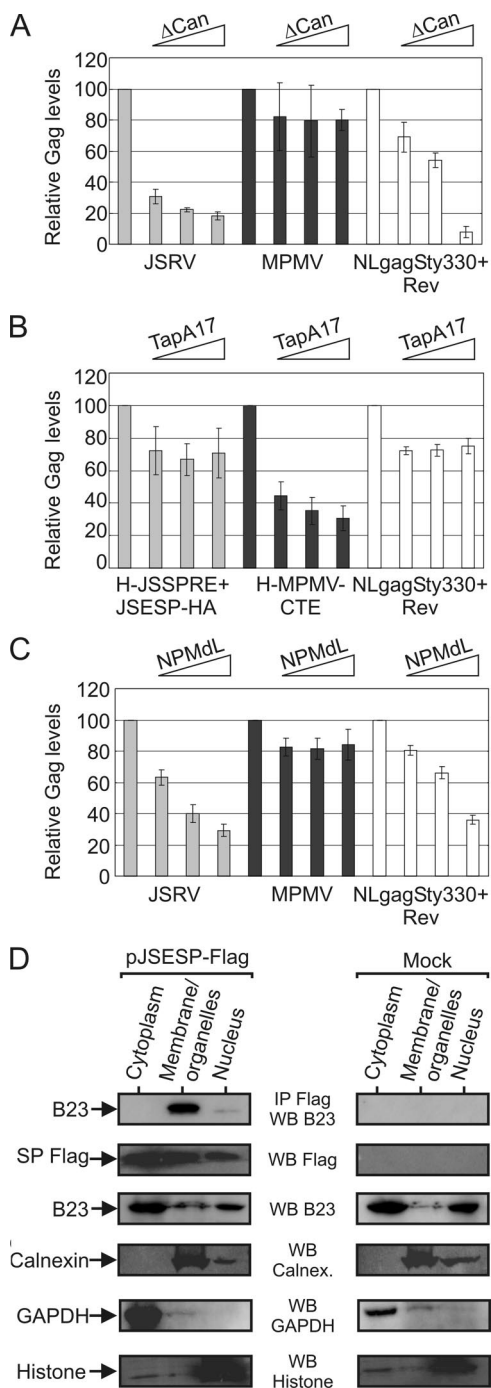 A
ΔCan ΔCan
Relative Gag levels
120
100
80
60
40
20
0
JSRV MPMV NLgagSty330+
Rev
B
TapA17 TapA17 TapA17
Relative Gag levels
120
100
80
60
40
20
0
H-JSSPRE+ H-MPMV- NLgagSty330+
JSESP-HA CTE Rev
C
NPMdL NPMdL NPMdL
Relative Gag levels
120
100
80
60
40
20
0
JSRV MPMV NLgagSty330+
Rev
D
pJSESP-Flag Mock
Cytoplasm Membrane/ Nucleus Cytoplasm Membrane/ Nucleus
organelles organelles
B23 IP Flag
WB B23
SP Flag WB Flag
B23 WB B23
Calnexin WB
Calnex.
GAPDH WB
GAPDH
Histone WB
Histone